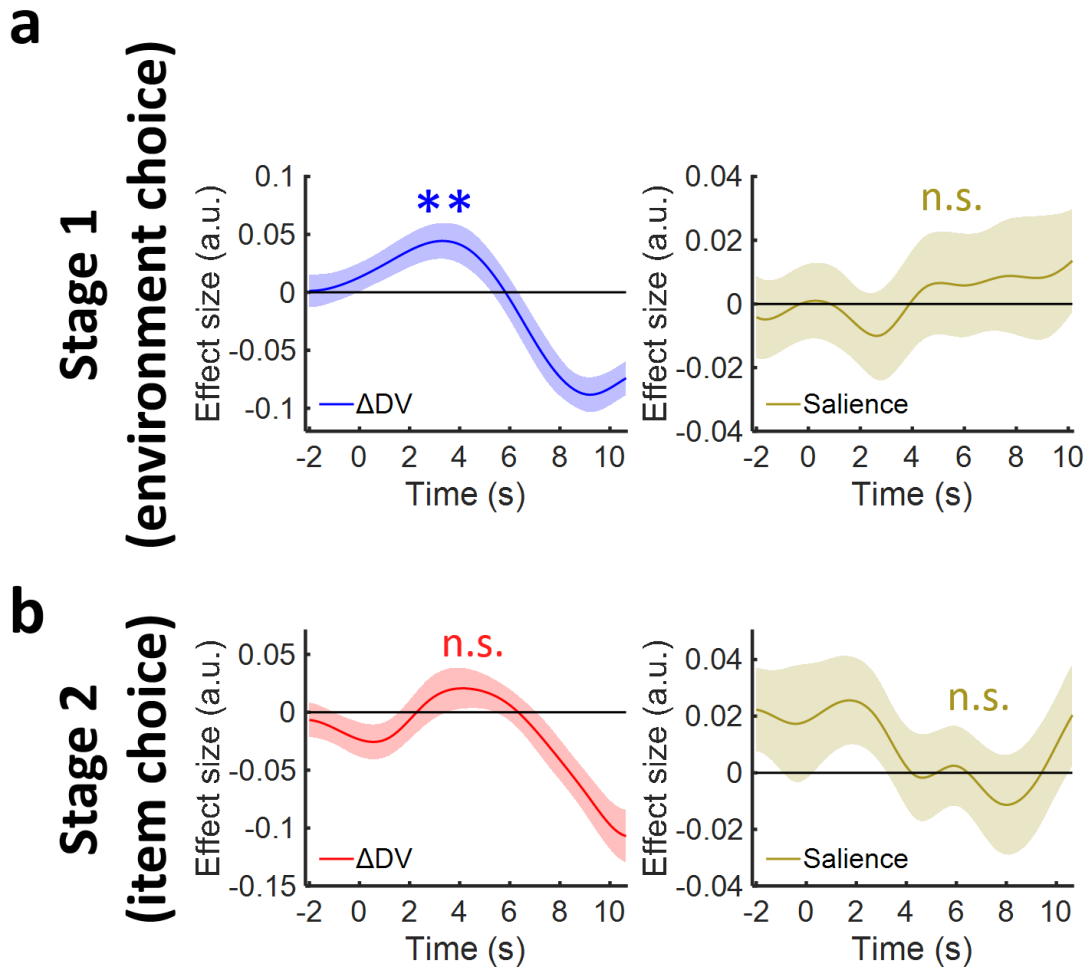 a
Stage 1
(environment choice)
Effect size (a.u.)
0.1
0.05
0
-0.05
-0.1
**
ΔDV
-2 0 2 4 6 8 10
Time (s)
Effect size (a.u.)
0.04
0.02
0
-0.02
-0.04
n.s.
Salience
-2 0 2 4 6 8 10
Time (s)
b
Stage 2
(item choice)
Effect size (a.u.)
0.05
0
-0.05
-0.1
-0.15
n.s.
ΔDV
-2 0 2 4 6 8 10
Time (s)
Effect size (a.u.)
0.04
0.02
0
-0.02
-0.04
n.s.
Salience
-2 0 2 4 6 8 10
Time (s)